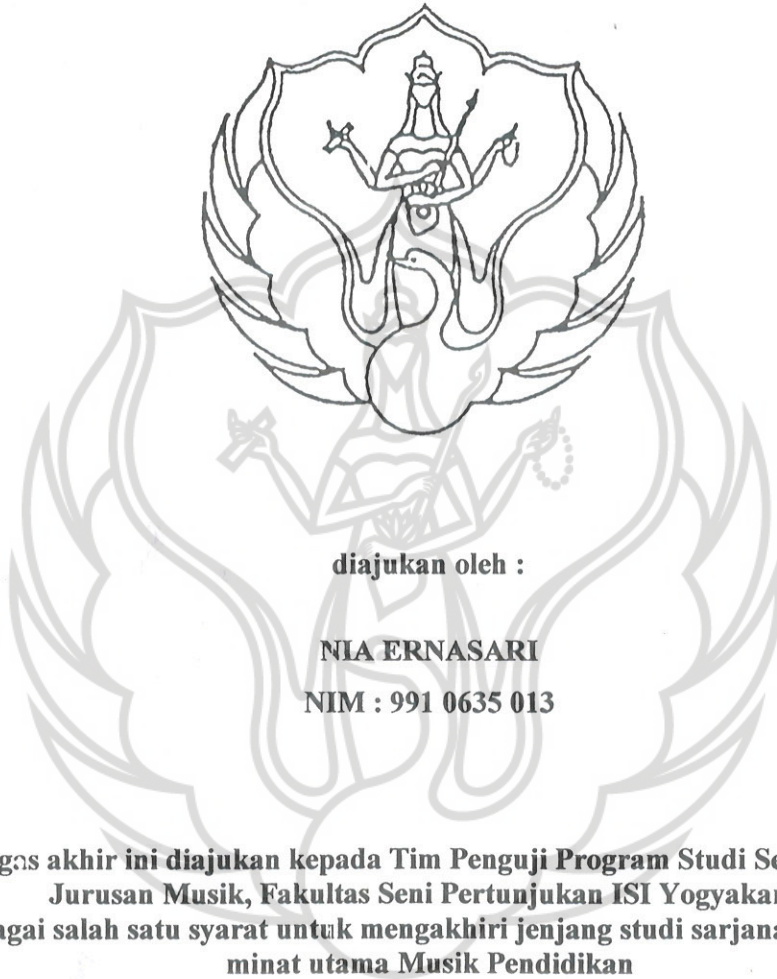 diajukan oleh :
NIA ERNASARI
NIM : 991 0635 013
akhir ini diajukan kepada Tim Penguji Program Studi
Jurusan Musik, Fakultas Seni Pertunjukan ISI
salah satu syarat untuk mengakhiri jenjang studi
minat utama Musik Pendidikan